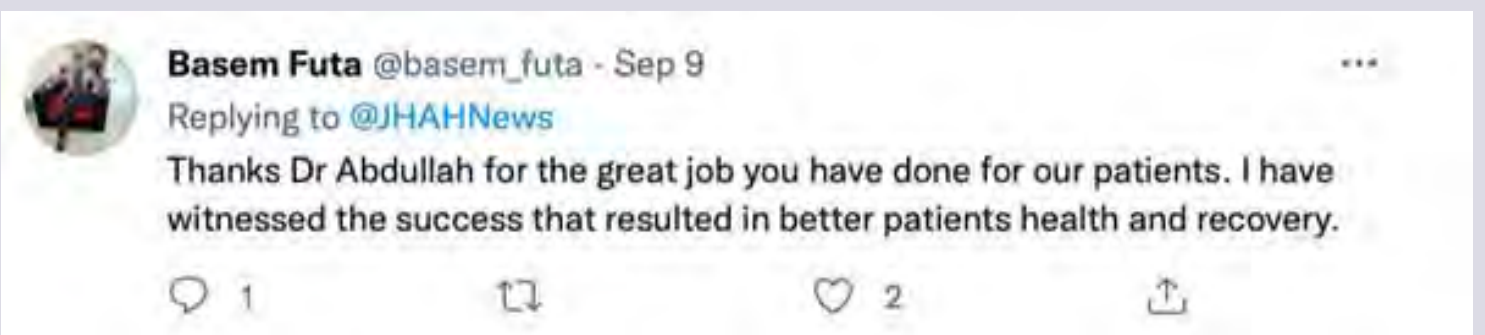 Basem Futa @basem_futa · Sep 9
Replying to @JHAHNews
Thanks Dr Abdullah for the great job you have done for our patients. I have
witnessed the success that resulted in better patients health and recovery.
1 2